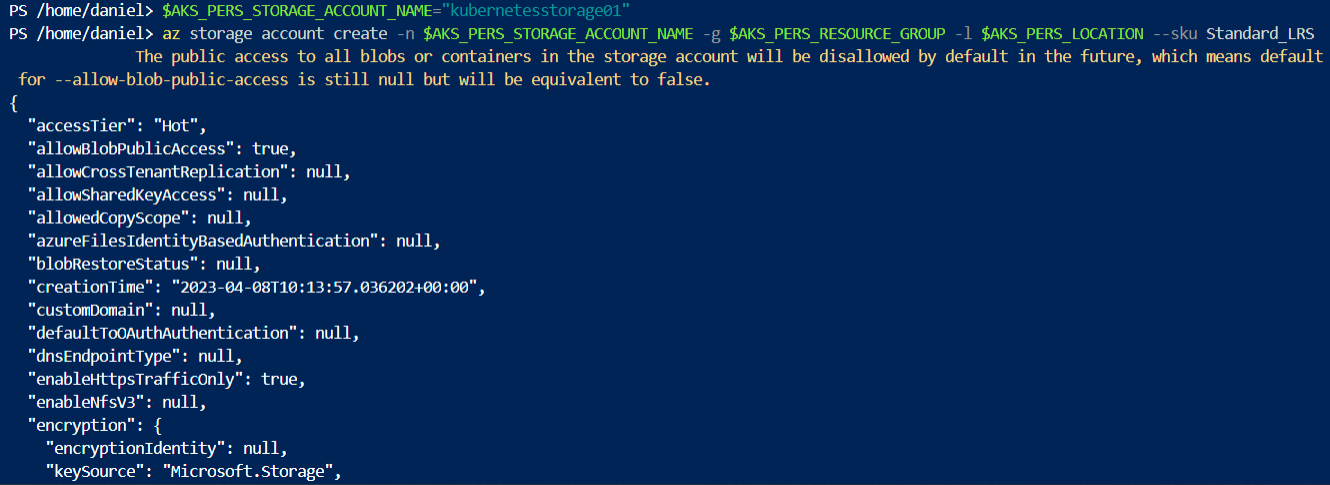 PS /home/daniel> $AKS_PERS_STORAGE_ACCOUNT_NAME="kubernetesstorage01"
PS /home/daniel> az storage account create -n $AKS_PERS_STORAGE_ACCOUNT_NAME -g $AKS_PERS_RESOURCE_GROUP -l $AKS_PERS_LOCATION --sku Standard_LRS
The public access to all blobs or containers in the storage account will be disallowed by default in the future, which means default
for --allow-blob-public-access is still null but will be equivalent to false.
{
"accessTier": "Hot",
"allowBlobPublicAccess": true,
"allowCrossTenantReplication": null,
"allowSharedKeyAccess": null,
"allowedCopyScope": null,
"azureFilesIdentityBasedAuthentication": null,
"blobRestoreStatus": null,
"creationTime": "2023-04-08T10:13:57.036202+00:00",
"customDomain": null,
"defaultToOAuthAuthentication": null,
"dnsEndpointType": null,
"enableHttpsTrafficOnly": true,
"enableNfsV3": null,
"encryption": {
"encryptionIdentity": null,
"keySource": "Microsoft.Storage",